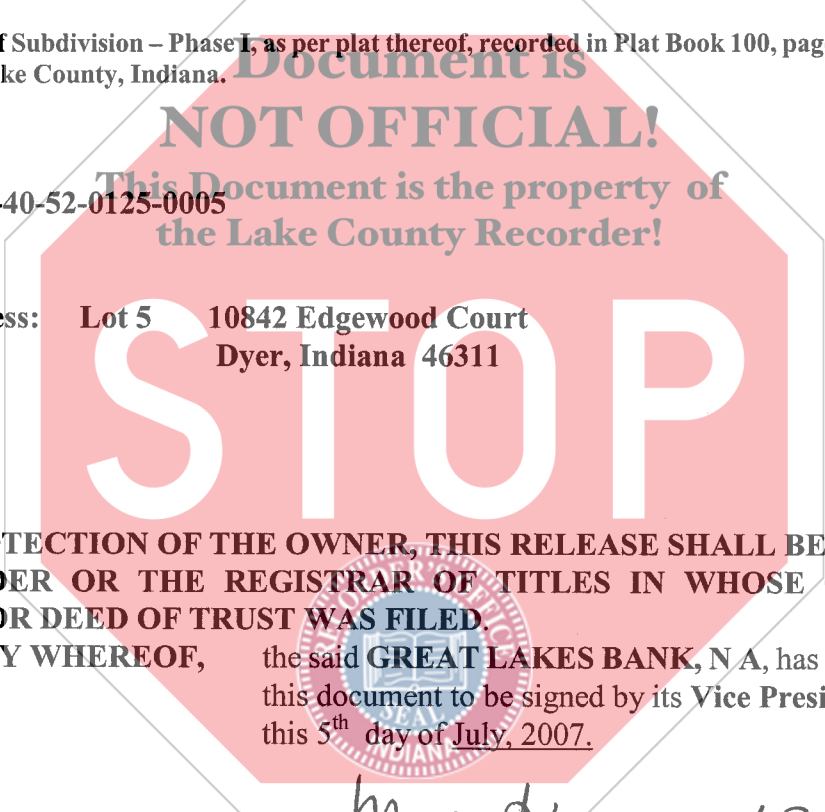 f Subdivision – Phase I, as per plat thereof, recorded in Plat Book 100, pag
ke County, Indiana.
Document is
NOT OFFICIAL!
This Document is the property of
the Lake County Recorder!
-40-52-0125-0005
ess: Lot 5 10842 Edgewood Court
Dyer, Indiana 46311
STOP
TECTION OF THE OWNER, THIS RELEASE SHALL BE
DER OR THE REGISTRAR OF TITLES IN WHOSE
OR DEED OF TRUST WAS FILED.
Y WHEREOF, the said GREAT LAKES BANK, N A, has
this document to be signed by its Vice Presi
this 5th day of July, 2007.
RECORDER'S OFFICE
SEAL
INDIANA